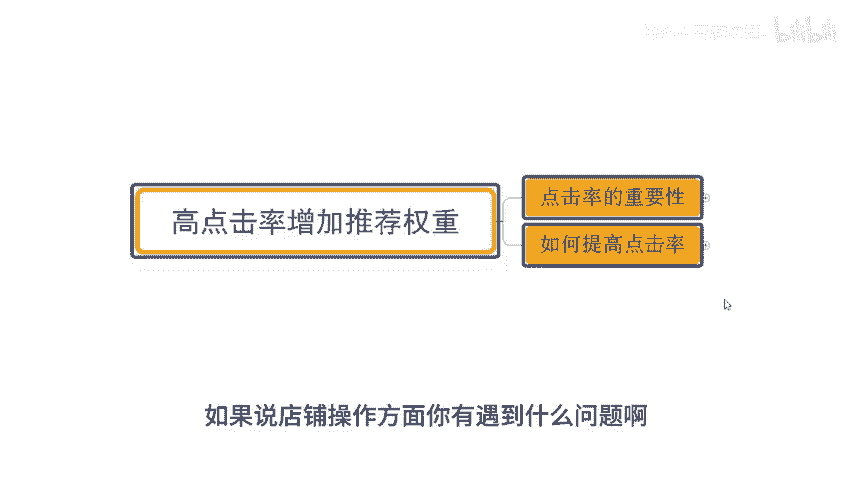 bilibili
高点击率增加推荐权重
点击率的重要性
如何提高点击率
如果说店铺操作方面你有遇到什么问题啊